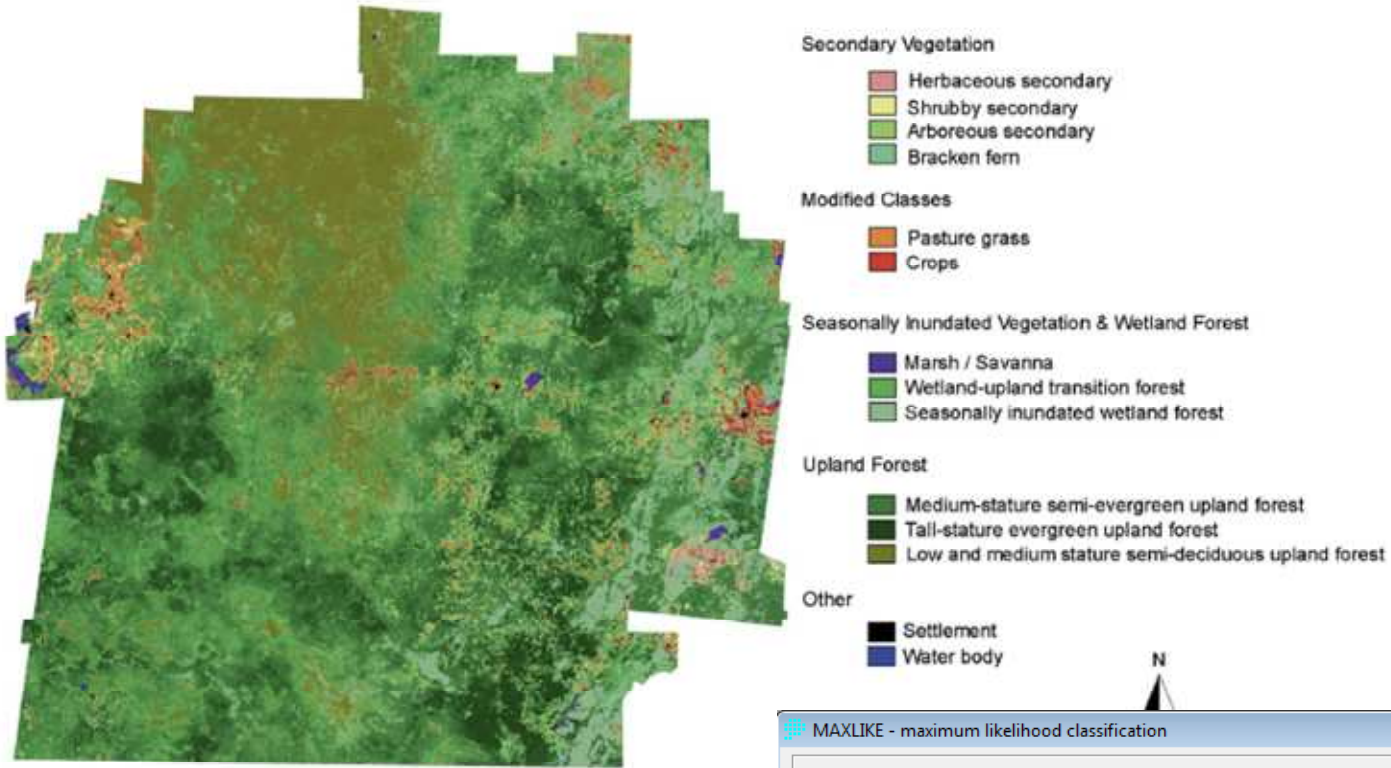 Secondary Vegetation
Herbaceous secondary
Shrubby secondary
Arboreous secondary
Bracken fern
Modified Classes
Pasture grass
Crops
Seasonally Inundated Vegetation & Wetland Forest
Marsh / Savanna
Wetland-upland transition forest
Seasonally inundated wetland forest
Upland Forest
Medium-stature semi-evergreen upland forest
Tall-stature evergreen upland forest
Low and medium stature semi-deciduous upland forest
Other
Settlement
Water body
N
MAXLIKE - maximum likelihood classification